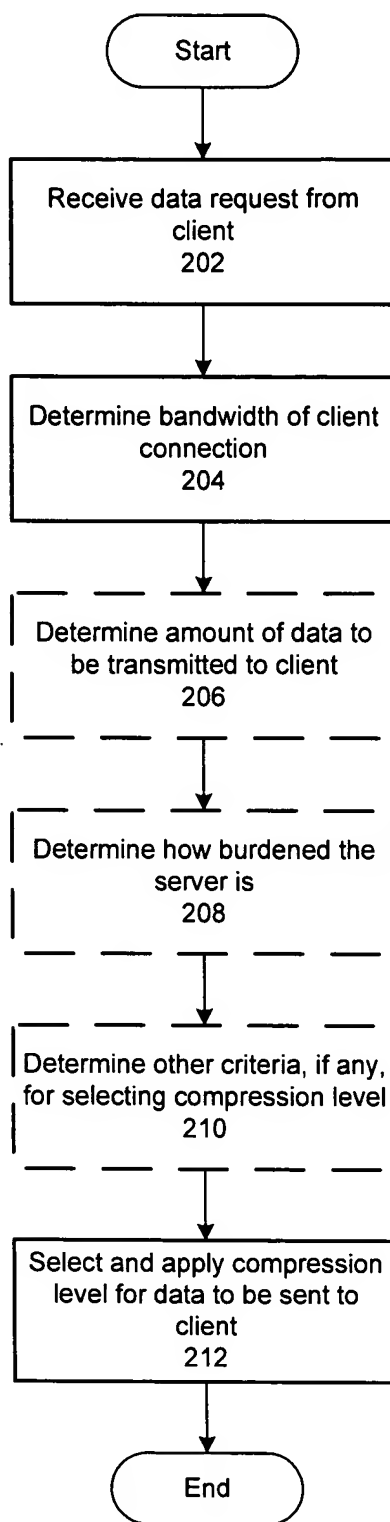 Start
Receive data request from
client
202
Determine bandwidth of client
connection
204
Determine amount of data to
be transmitted to client
206
Determine how burdened the
server is
208
Determine other criteria, if any,
for selecting compression level
210
Select and apply compression
level for data to be sent to
client
212
End